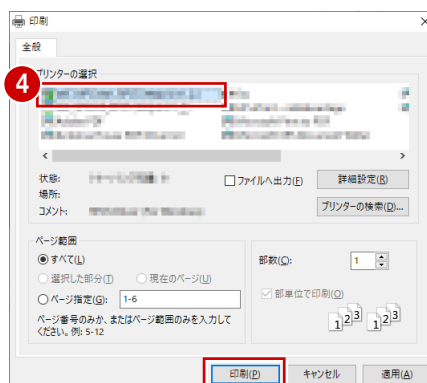 印刷
全般
4
プリンターの選択
状態:
ファイルへ出力(F)
詳細設定(R)
場所:
コメント:
プリンターの検索(D)...
ページ範囲
すべて(L)
選択した部分(T)
現在のページ(U)
ページ指定(G):
1-6
ページ番号のみか、またはページ範囲のみを入力して
ください。例: 5-12
部数(C):
1
部単位で印刷(O)
1 2 3
1 2 3
印刷(P)
キャンセル
適用(A)